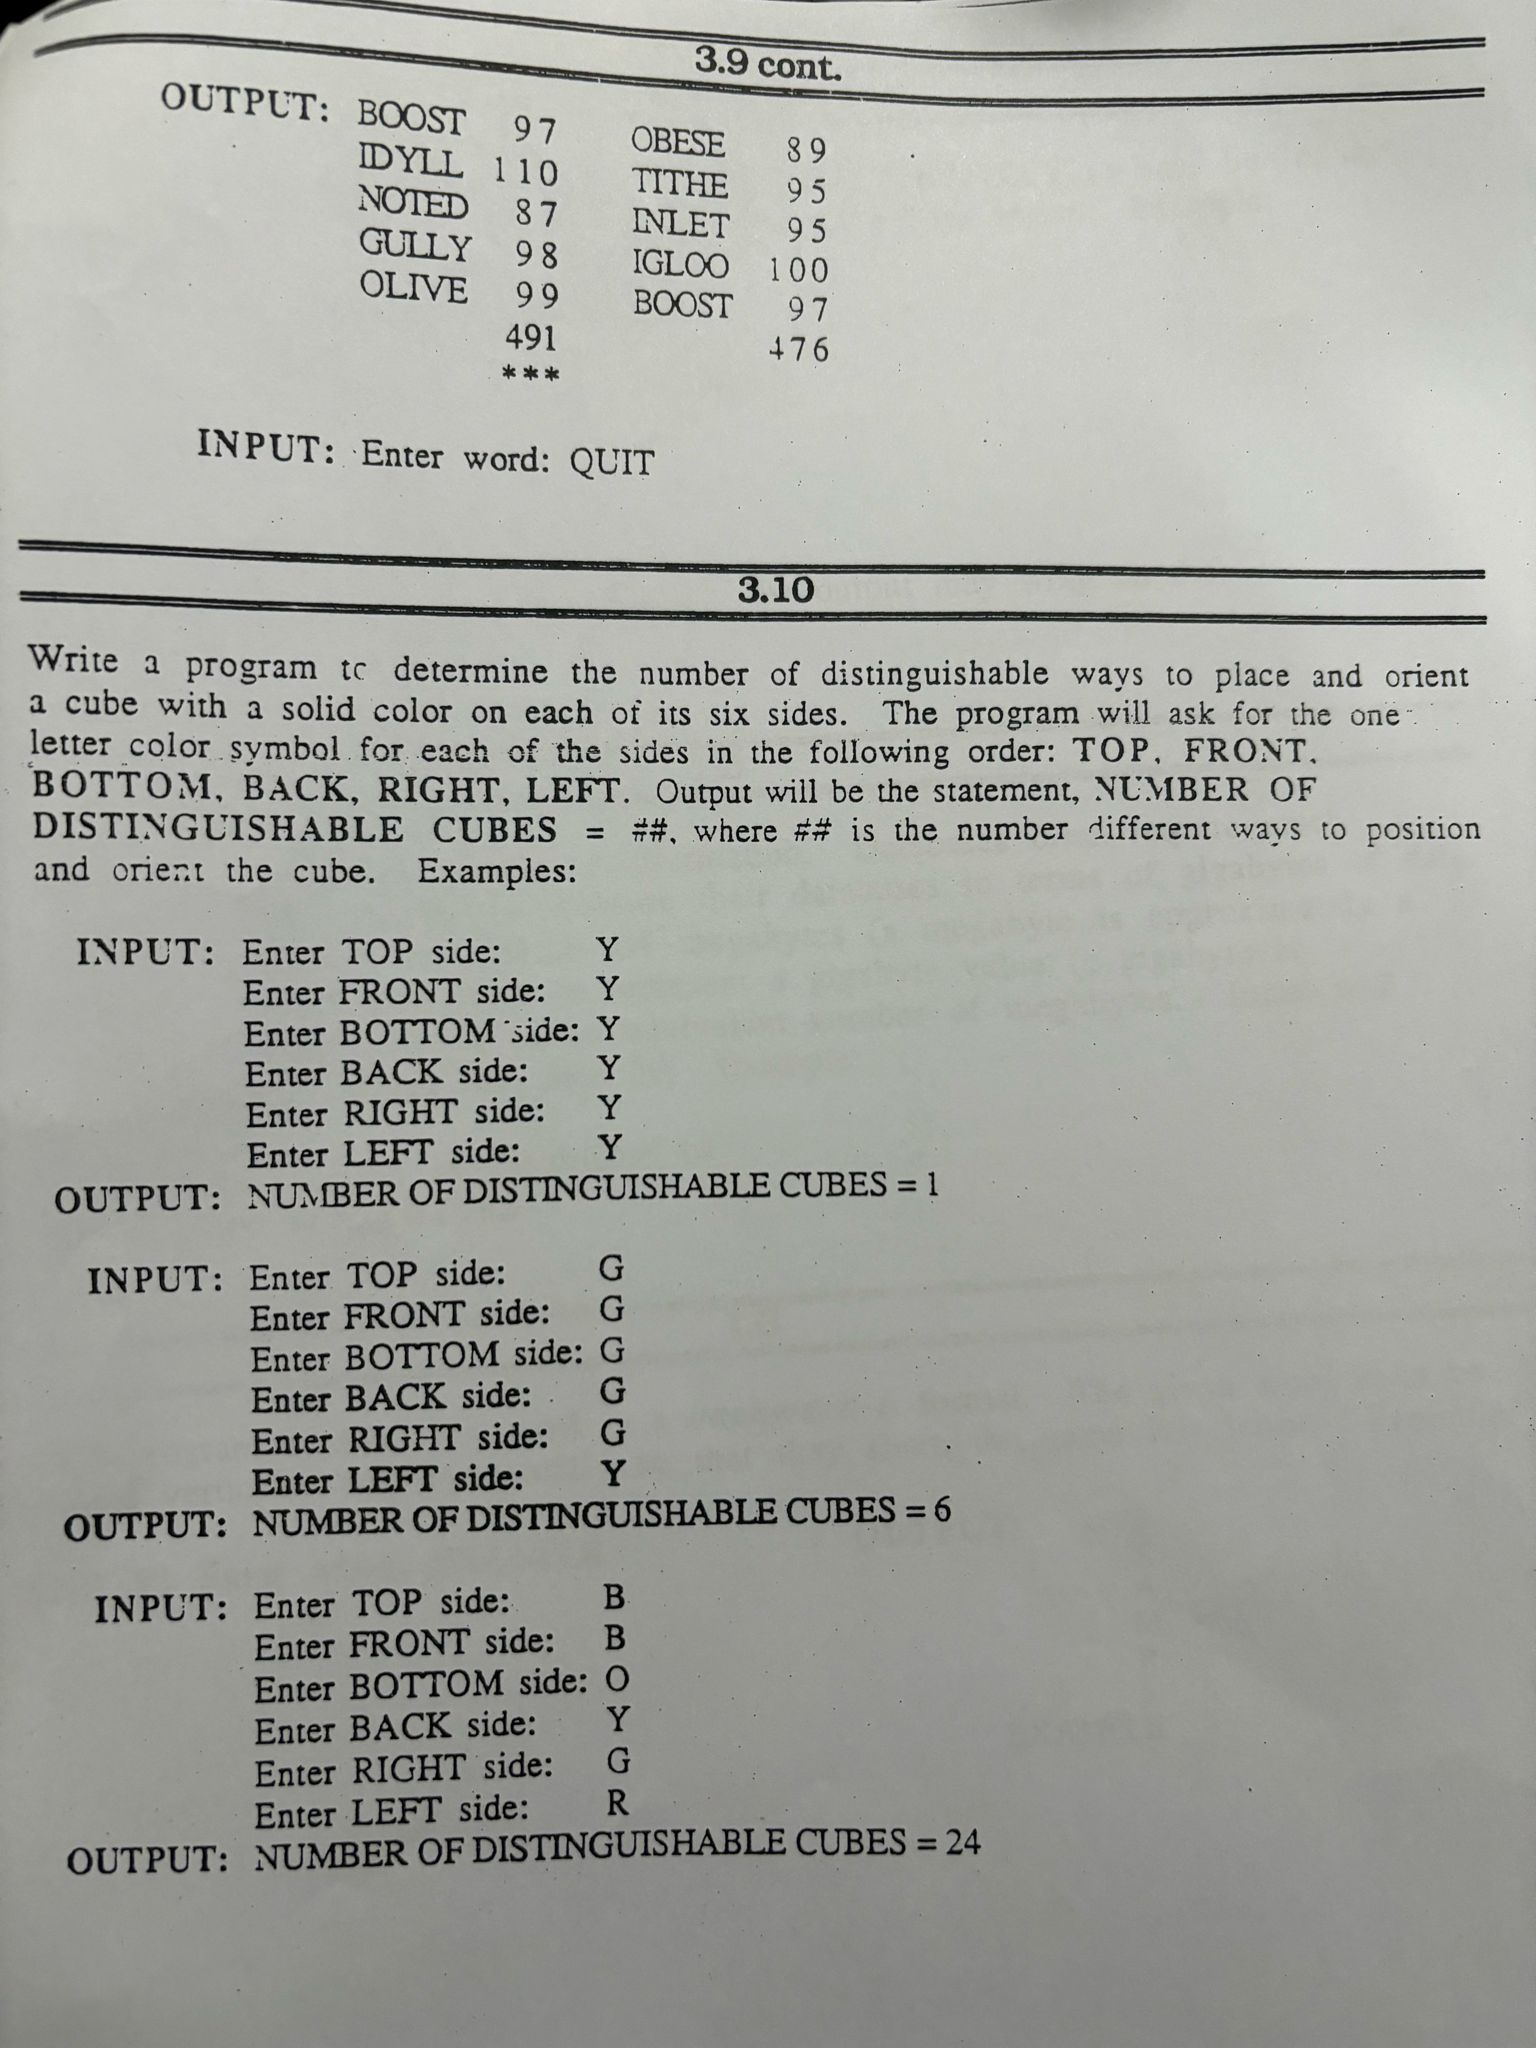 3.9 cont.
OUTPUT: BOOST 97 OBESE 89
IDYLL 110 TITHE 95
NOTED 87 INLET 95
GULLY 98 IGLOO 100
OLIVE 99 BOOST 97
491 476
***
INPUT: Enter word: QUIT
3.10
Write a program to determine the number of distinguishable ways to place and orient
a cube with a solid color on each of its six sides. The program will ask for the one
letter color symbol for each of the sides in the following order: TOP, FRONT,
BOTTOM, BACK, RIGHT, LEFT. Output will be the statement, NUMBER OF
DISTINGUISHABLE CUBES = ##, where ## is the number different ways to position
and orient the cube. Examples:
INPUT: Enter TOP side: Y
Enter FRONT side: Y
Enter BOTTOM side: Y
Enter BACK side: Y
Enter RIGHT side: Y
Enter LEFT side: Y
OUTPUT: NUMBER OF DISTINGUISHABLE CUBES = 1
INPUT: Enter TOP side: G
Enter FRONT side: G
Enter BOTTOM side: G
Enter BACK side: G
Enter RIGHT side: G
Enter LEFT side: Y
OUTPUT: NUMBER OF DISTINGUISHABLE CUBES = 6
INPUT: Enter TOP side: B
Enter FRONT side: B
Enter BOTTOM side: O
Enter BACK side: Y
Enter RIGHT side: G
Enter LEFT side: R
OUTPUT: NUMBER OF DISTINGUISHABLE CUBES = 24